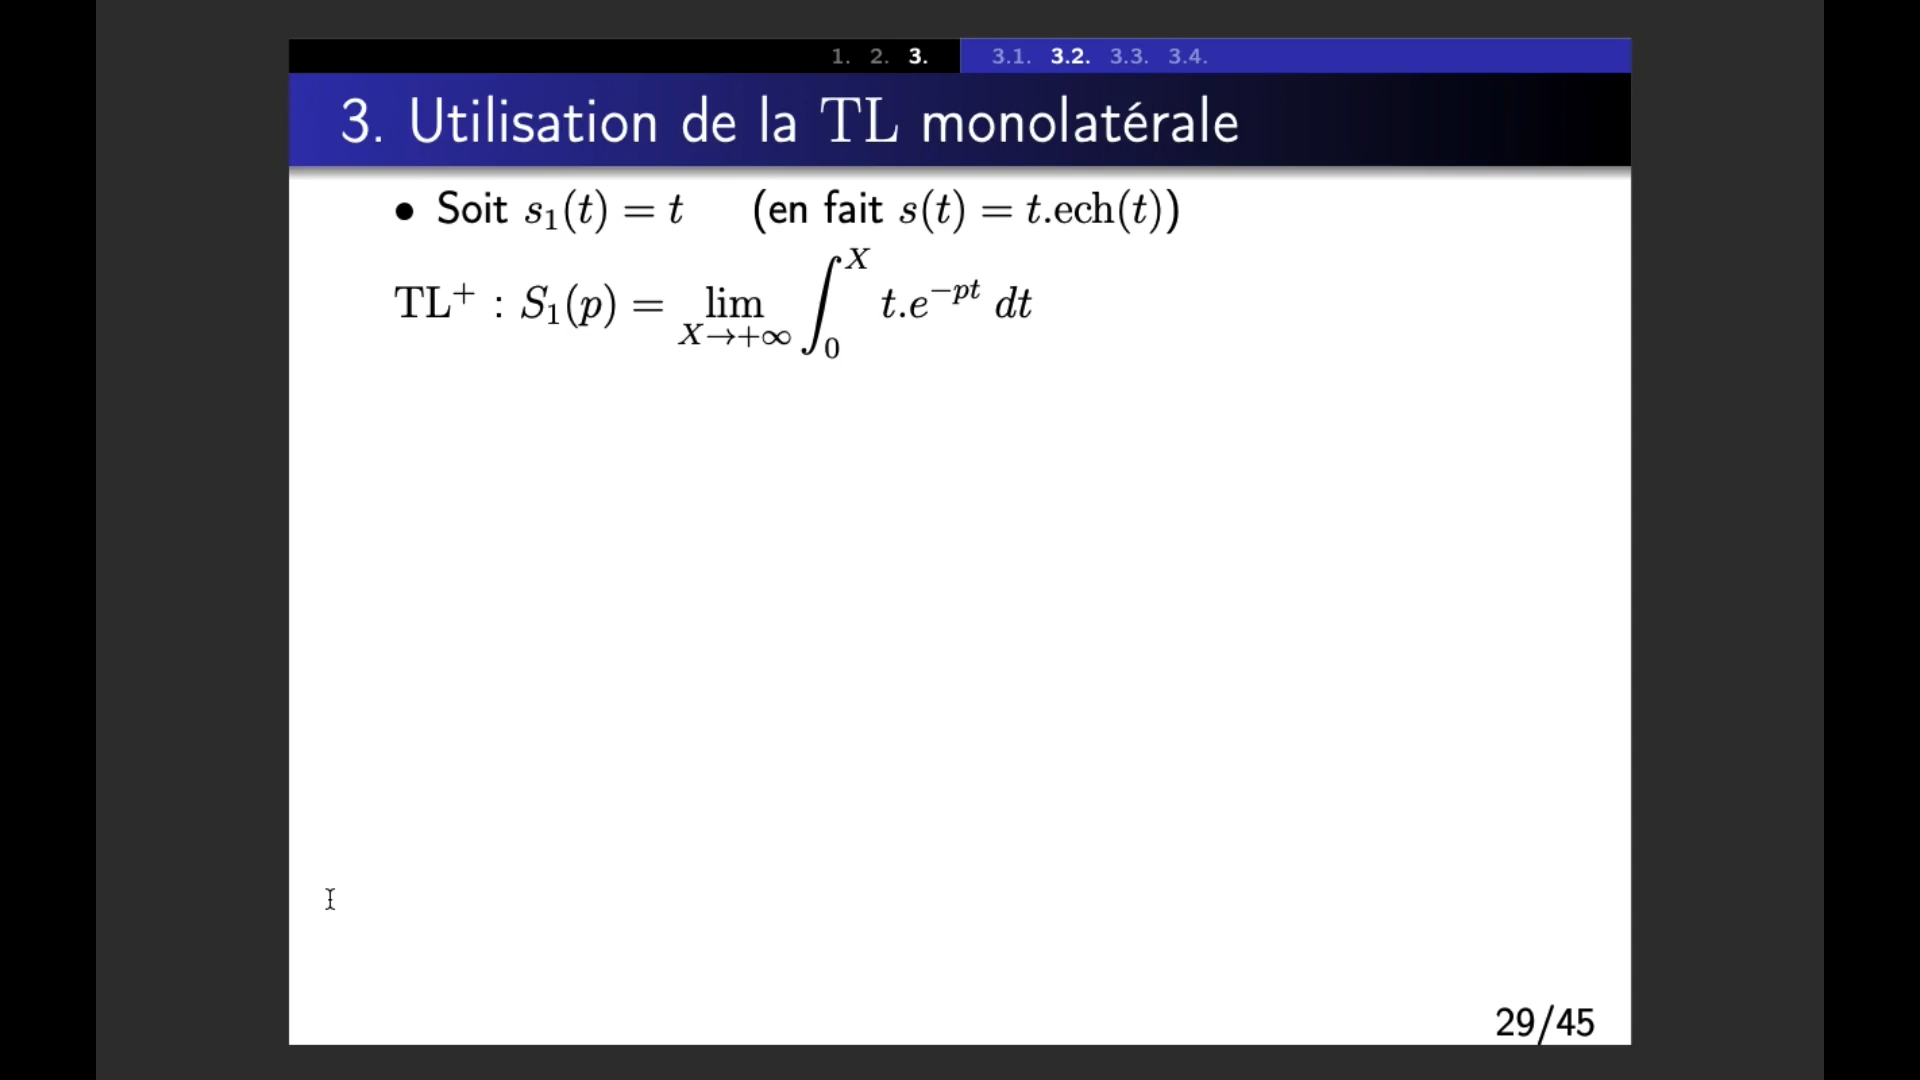 1. 2. 3. 3.1. 3.2. 3.3. 3.4.
3. Utilisation de la TL monolatérale
• Soit s₁(t) = t (en fait s(t) = t.ech(t))
TL⁺ : S₁(p) = lim_{X→+∞} ∫₀^X t.e^{−pt} dt
29/45